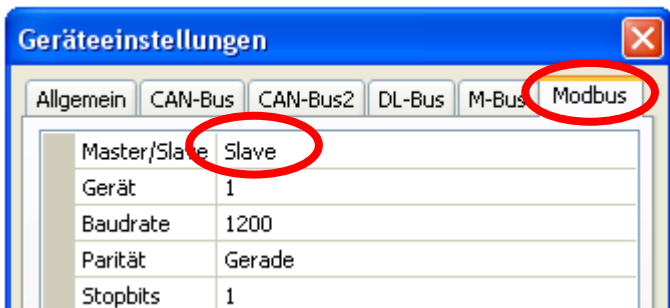 Geräteeinstellungen
Allgemein CAN-Bus CAN-Bus2 DL-Bus M-Bus Modbus
Master/Slave Slave
Gerät 1
Baudrate 1200
Parität Gerade
Stopbits 1